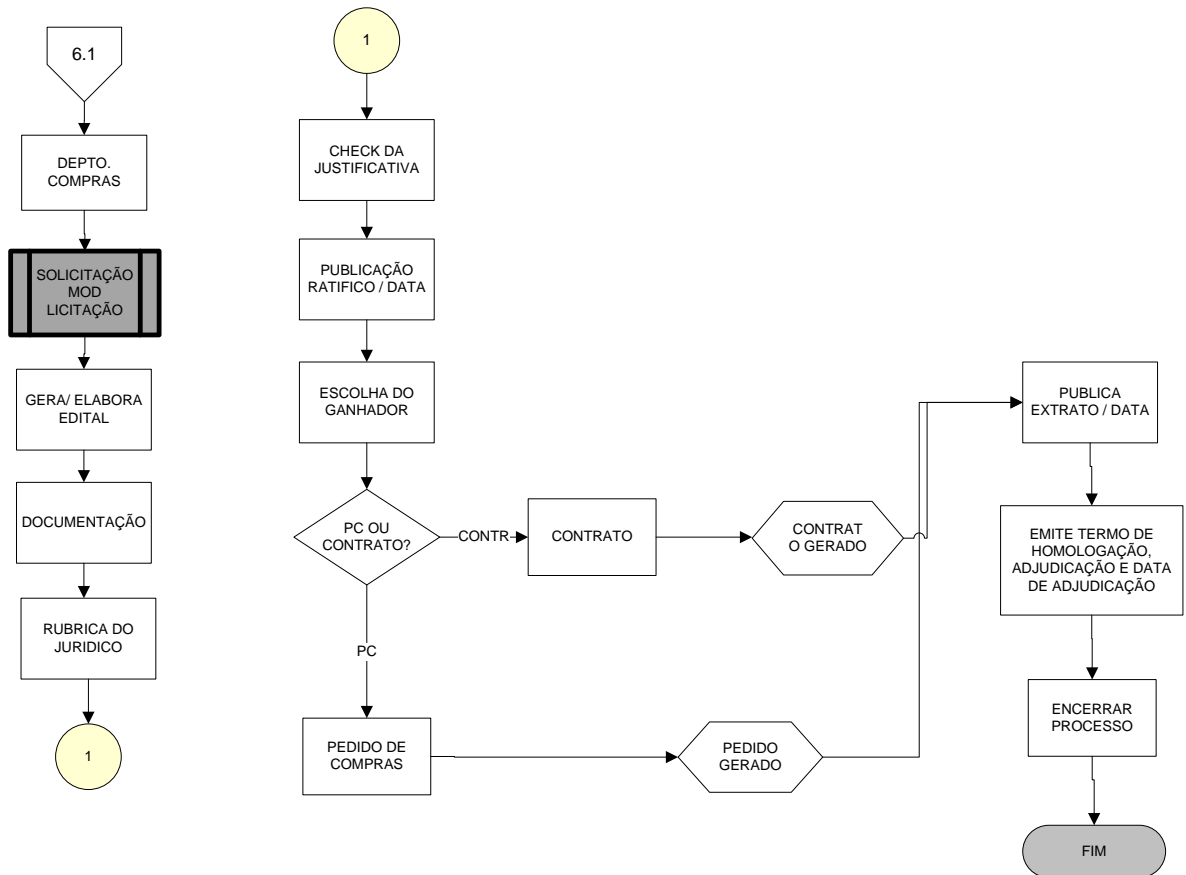 6.1
DEPTO.
COMPRAS
SOLICITAÇÃO
MOD
LICITAÇÃO
GERA/ ELABORA
EDITAL
DOCUMENTAÇÃO
RUBRICA DO
JURIDICO
1
1
CHECK DA
JUSTIFICATIVA
PUBLICAÇÃO
RATIFICO / DATA
ESCOLHA DO
GANHADOR
PC OU
CONTRATO?
CONTR
CONTRATO
CONTRAT
O GERADO
PC
PEDIDO DE
COMPRAS
PEDIDO
GERADO
PUBLICA
EXTRATO / DATA
EMITE TERMO DE
HOMOLOGAÇÃO,
ADJUDICAÇÃO E DATA
DE ADJUDICAÇÃO
ENCERRAR
PROCESSO
FIM